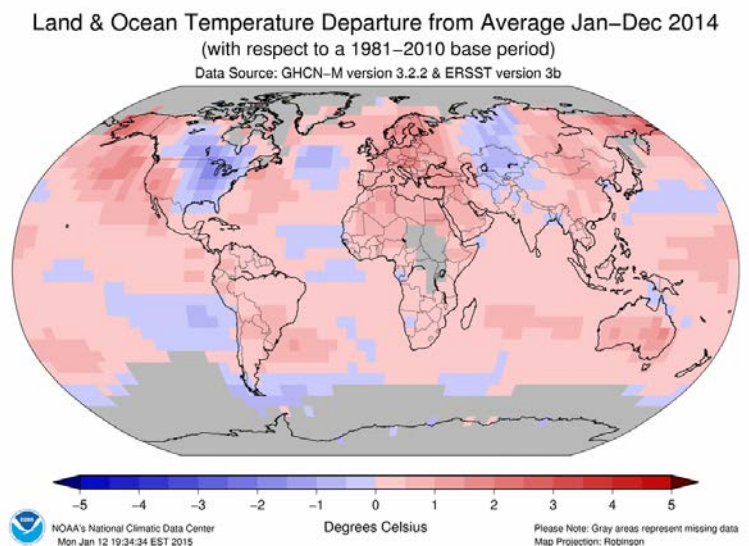 Land & Ocean Temperature Departure from Average Jan–Dec 2014
(with respect to a 1981–2010 base period)
Data Source: GHCN–M version 3.2.2 & ERSST version 3b
−5 −4 −3 −2 −1 0 1 2 3 4 5
Degrees Celsius
NOAA's National Climatic Data Center
Mon Jan 12 19:34:34 EST 2015
Please Note: Gray areas represent missing data
Map Projection: Robinson